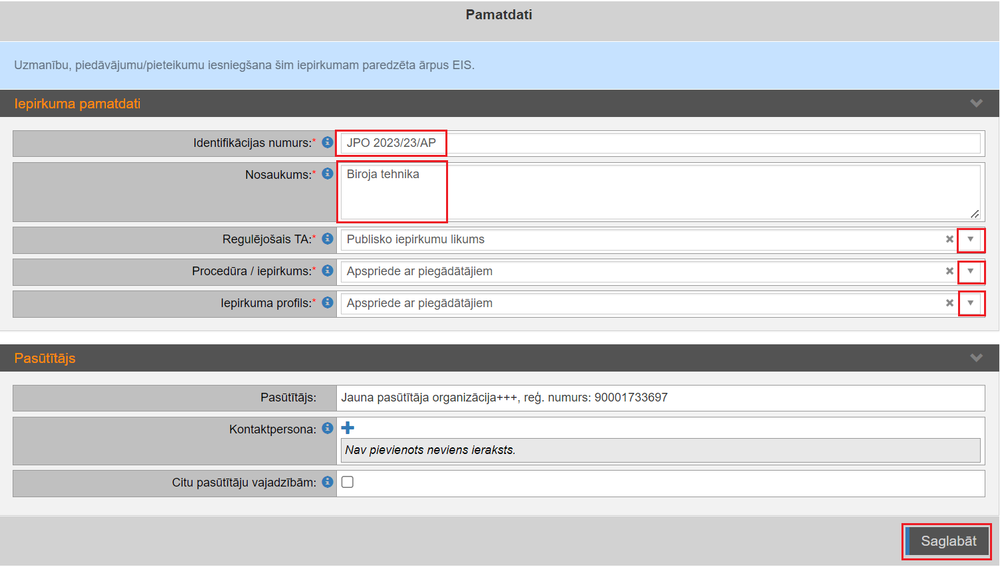 Pamatdati
Uzmanību, piedāvājumu/pieteikumu iesniegšana šim iepirkumam paredzēta ārpus EIS.
Iepirkuma pamatdati
Identifikācijas numurs:* JPO 2023/23/AP
Nosaukums:* Biroja tehnika
Regulējošais TA:* Publisko iepirkumu likums
Procedūra / iepirkums:* Apspriede ar piegādātājiem
Iepirkuma profils:* Apspriede ar piegādātājiem
Pasūtītājs
Pasūtītājs: Jauna pasūtītāja organizācija+++, reģ. numurs: 90001733697
Kontaktpersona:
Nav pievienots neviens ieraksts.
Citu pasūtītāju vajadzībām:
Saglabāt